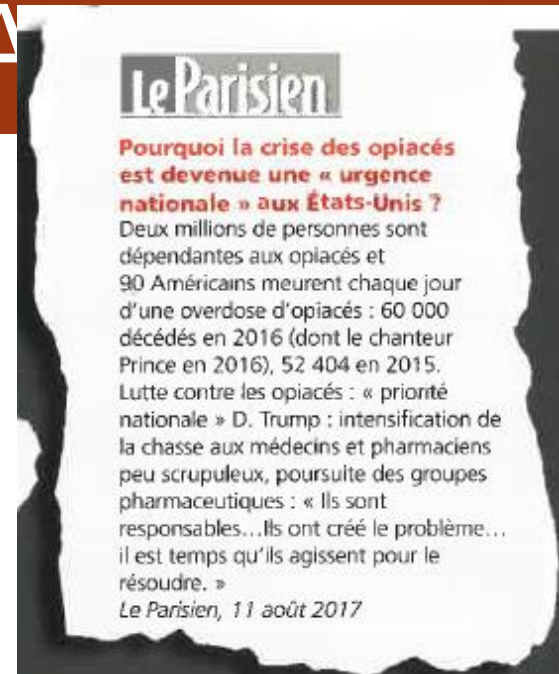 Le Parisien
Pourquoi la crise des opiacés
est devenue une « urgence
nationale » aux États-Unis ?
Deux millions de personnes sont
dépendantes aux opiacés et
90 Américains meurent chaque jour
d'une overdose d'opiacés : 60 000
décédés en 2016 (dont le chanteur
Prince en 2016), 52 404 en 2015.
Lutte contre les opiacés : « priorité
nationale » D. Trump : intensification de
la chasse aux médecins et pharmaciens
peu scrupuleux, poursuite des groupes
pharmaceutiques : « Ils sont
responsables...Ils ont créé le problème...
il est temps qu'ils agissent pour le
résoudre. »
Le Parisien, 11 août 2017